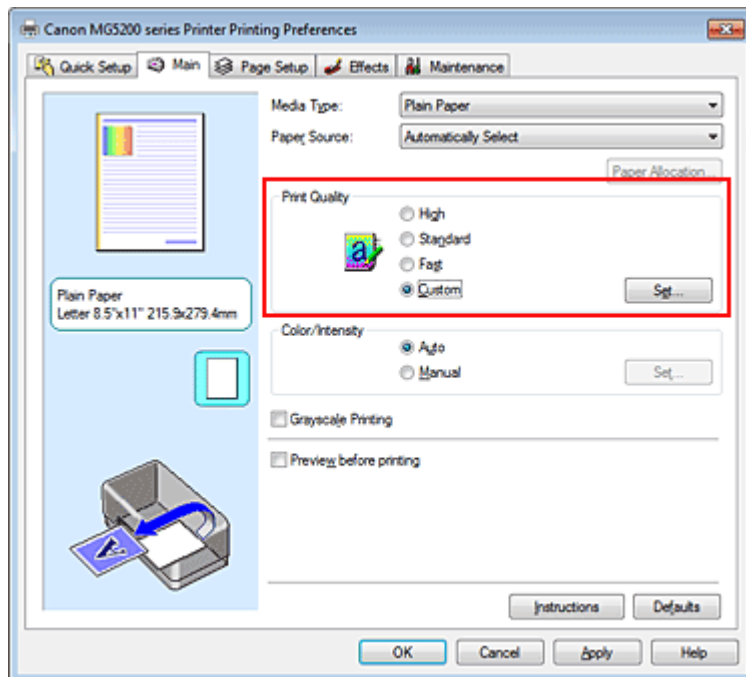 Canon MG5200 series Printer Printing Preferences
Quick Setup Main Page Setup Effects Maintenance
Media Type: Plain Paper
Paper Source: Automatically Select
Paper Allocation...
Print Quality
High
a Standard
Fast
Custom Set...
Plain Paper
Letter 8.5"x11" 215.9x279.4mm
Color/Intensity
Auto
Manual Set...
Grayscale Printing
Preview before printing
A
Instructions Defaults
OK Cancel Apply Help